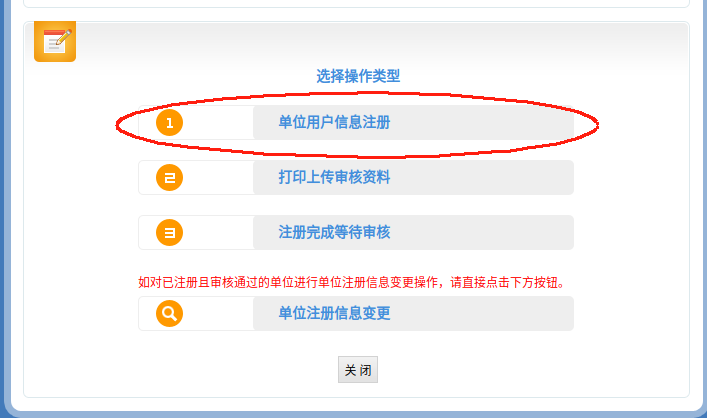 选择操作类型
1 单位用户信息注册
2 打印上传审核资料
3 注册完成等待审核
如对已注册且审核通过的单位进行单位注册信息变更操作，请直接点击下方按钮。
单位注册信息变更
关 闭